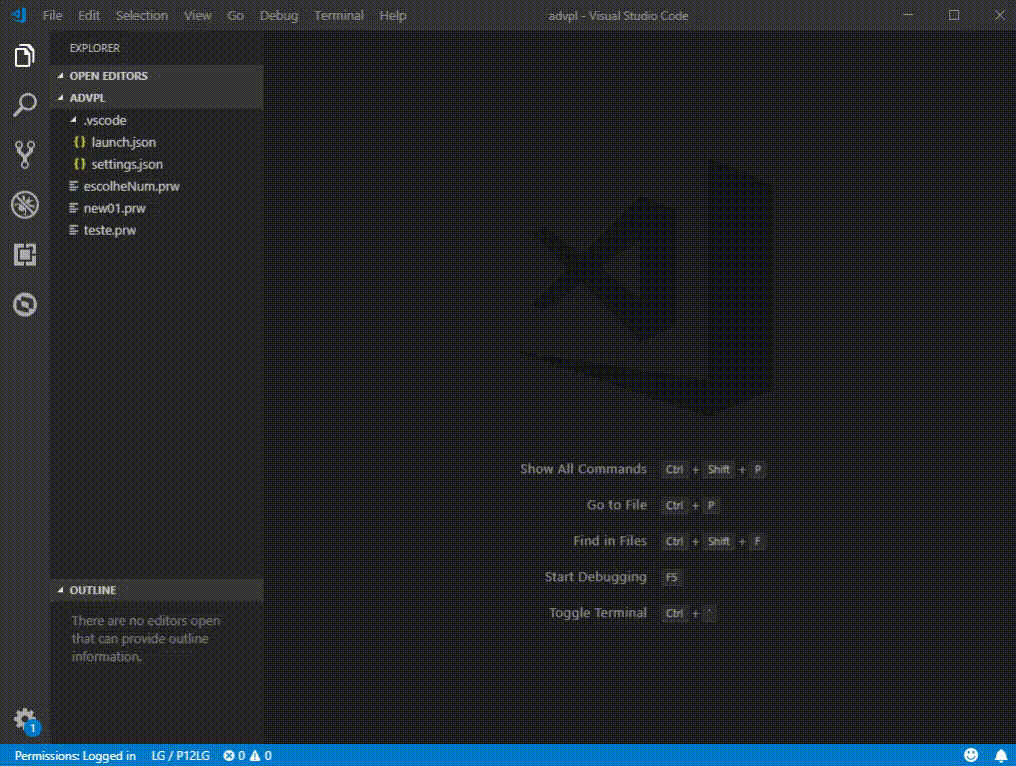 File Edit Selection View Go Debug Terminal Help advpl - Visual Studio Code
EXPLORER
OPEN EDITORS
ADVPL
.vscode
{} launch.json
{} settings.json
escolheNum.prw
new01.prw
teste.prw
Show All Commands Ctrl + Shift + P
Go to File Ctrl + P
Find in Files Ctrl + Shift + F
Start Debugging F5
Toggle Terminal Ctrl + `
OUTLINE
There are no editors open
that can provide outline
information.
1
Permissions: Logged in LG / P12LG 0 0